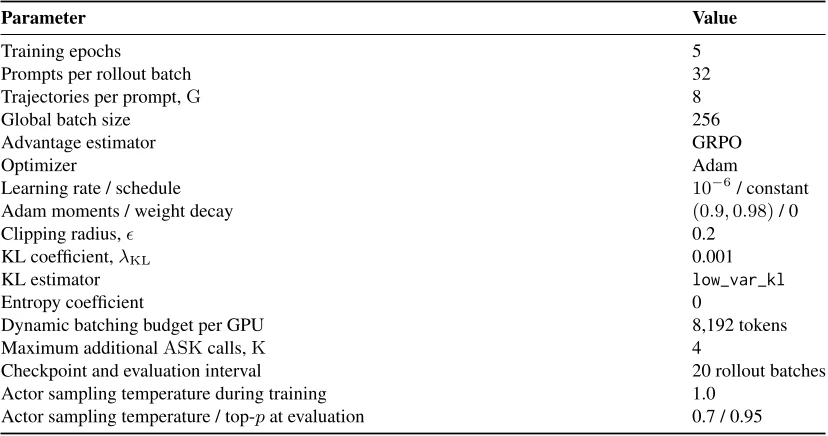 Parameter Value
Training epochs 5
Prompts per rollout batch 32
Trajectories per prompt, G 8
Global batch size 256
Advantage estimator GRPO
Optimizer Adam
Learning rate / schedule 10⁻⁶ / constant
Adam moments / weight decay (0.9, 0.98) / 0
Clipping radius, ϵ 0.2
KL coefficient, λ_KL 0.001
KL estimator low_var_kl
Entropy coefficient 0
Dynamic batching budget per GPU 8,192 tokens
Maximum additional ASK calls, K 4
Checkpoint and evaluation interval 20 rollout batches
Actor sampling temperature during training 1.0
Actor sampling temperature / top-p at evaluation 0.7 / 0.95